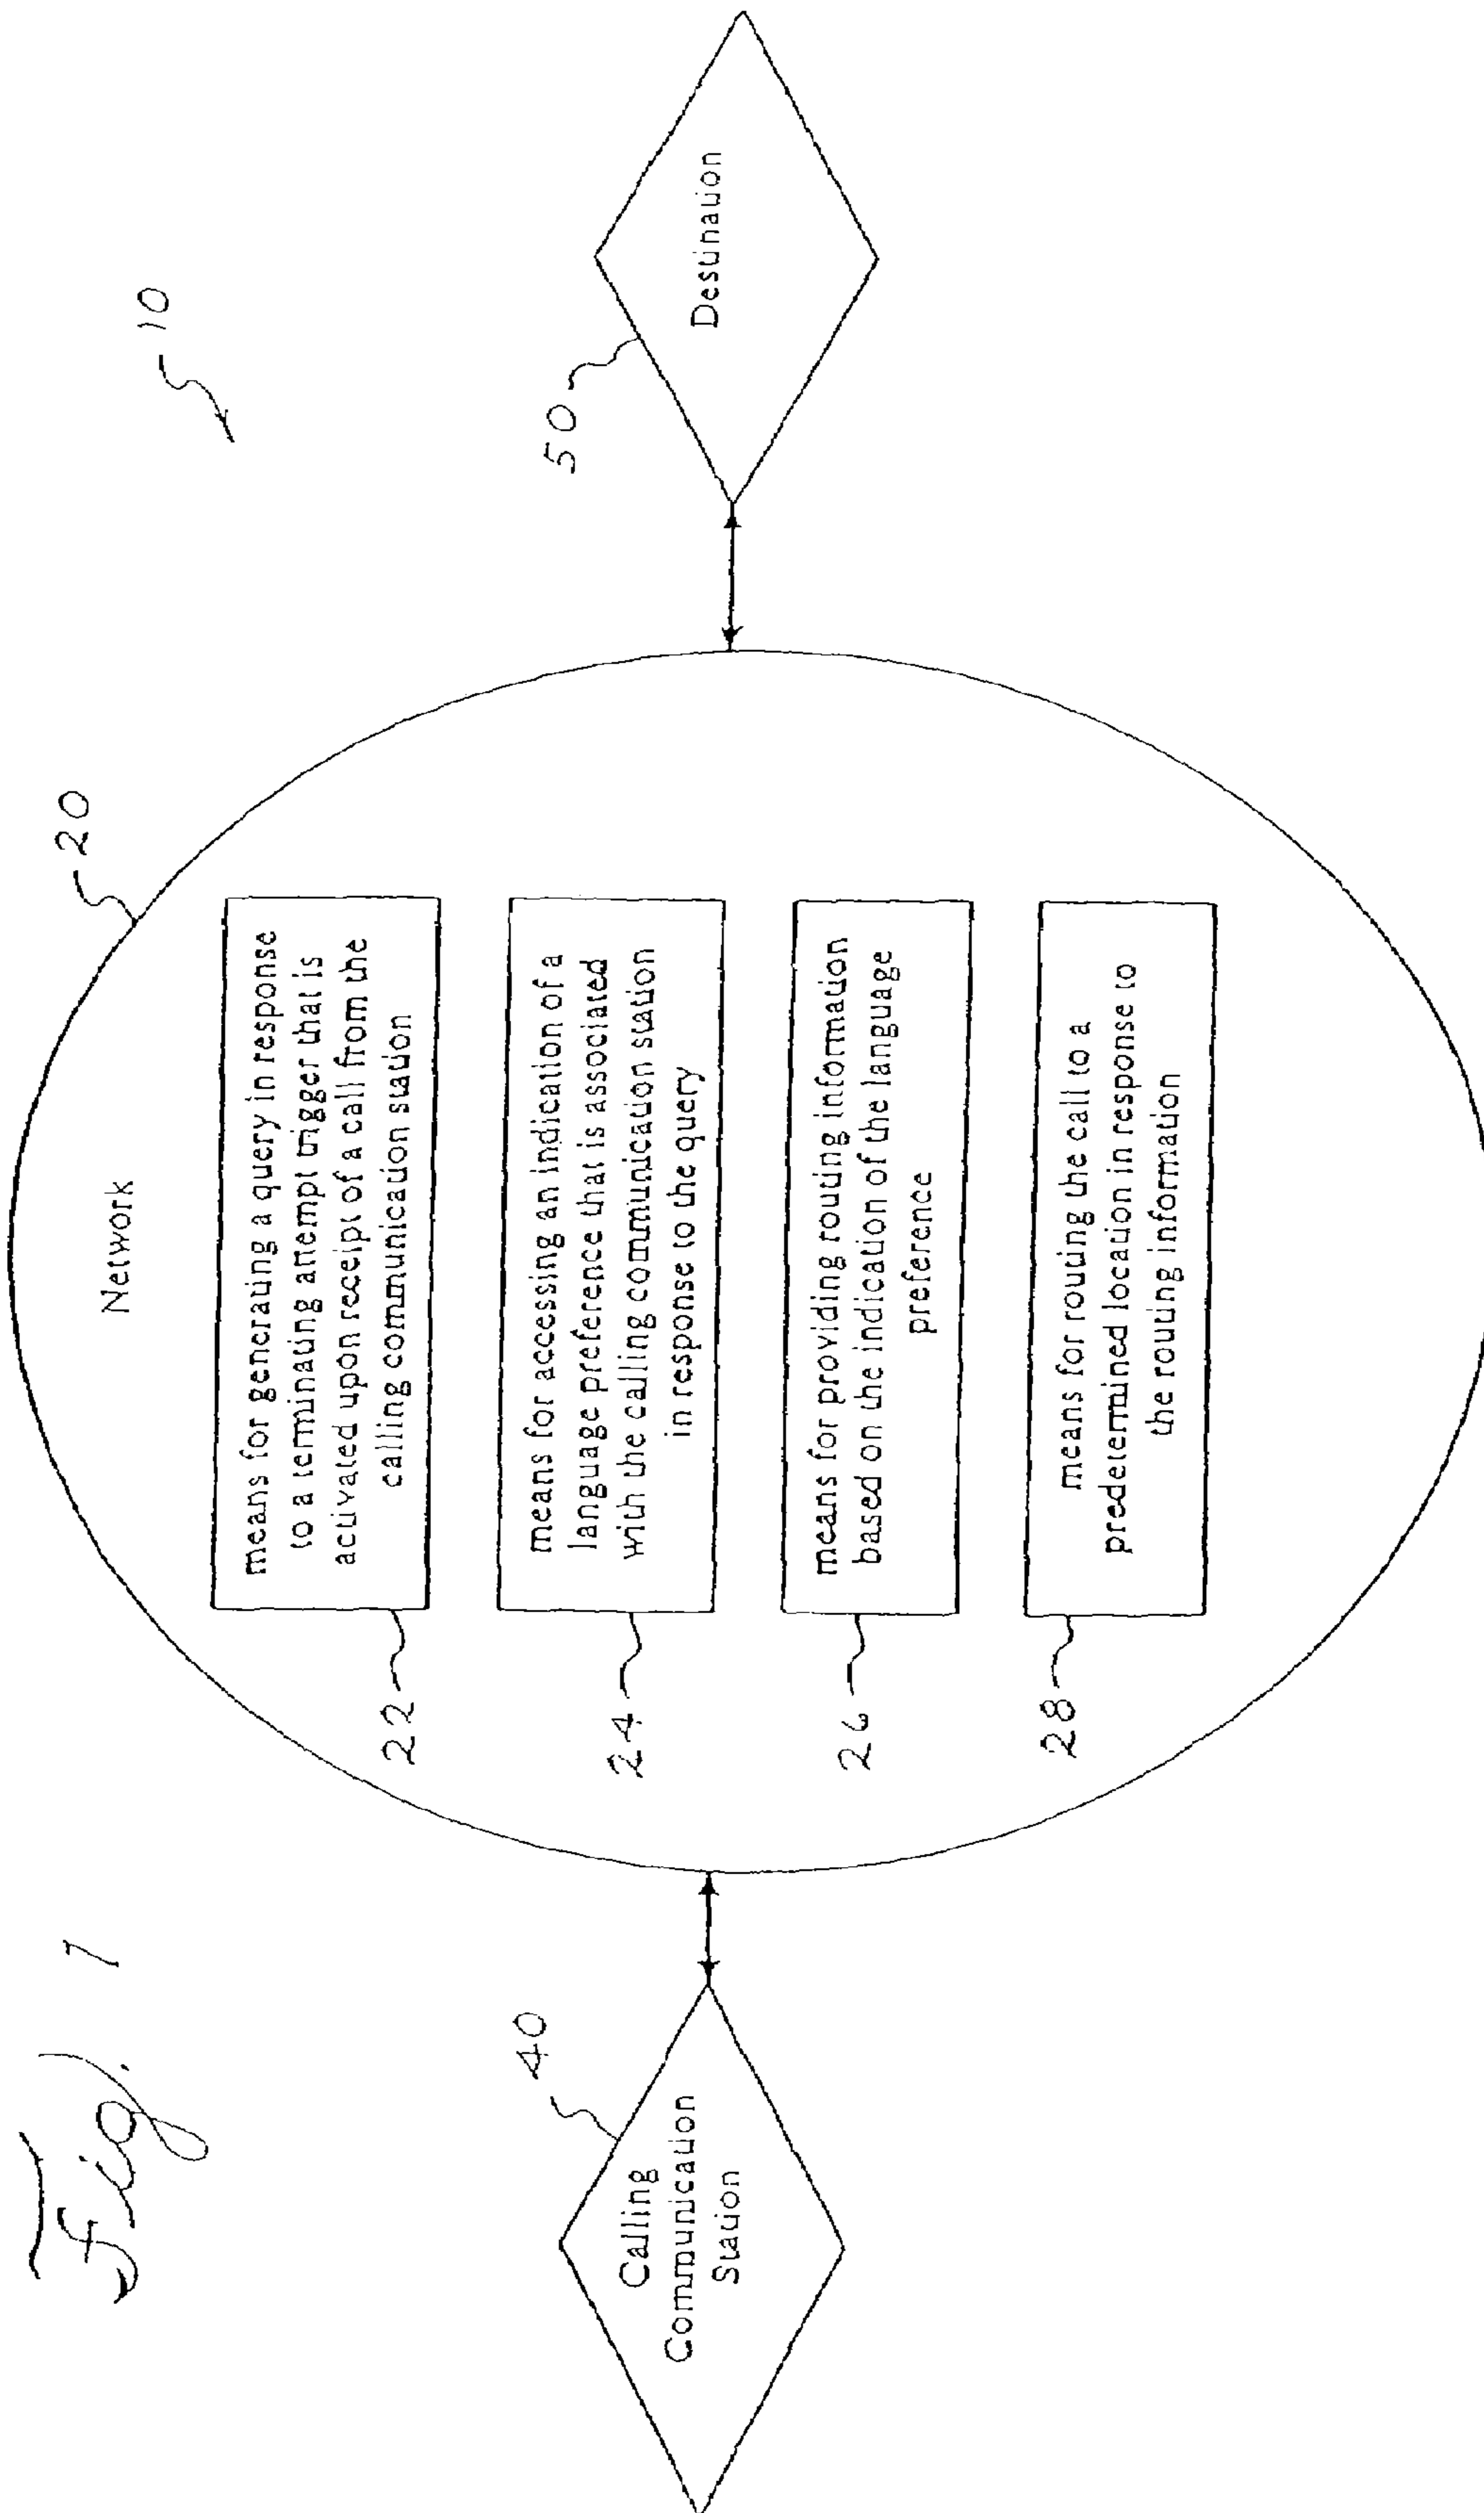 Fig. 1
10
20
Network
22
means for generating a query in response
to a terminating attempt trigger that is
activated upon receipt of a call from the
calling communication station
24
means for accessing an indication of a
language preference that is associated
with the calling communication station
in response to the query
26
means for providing routing information
based on the indication of the language
preference
28
means for routing the call to a
predetermined location in response to
the routing information
40
Calling
Communication
Station
50
Destination